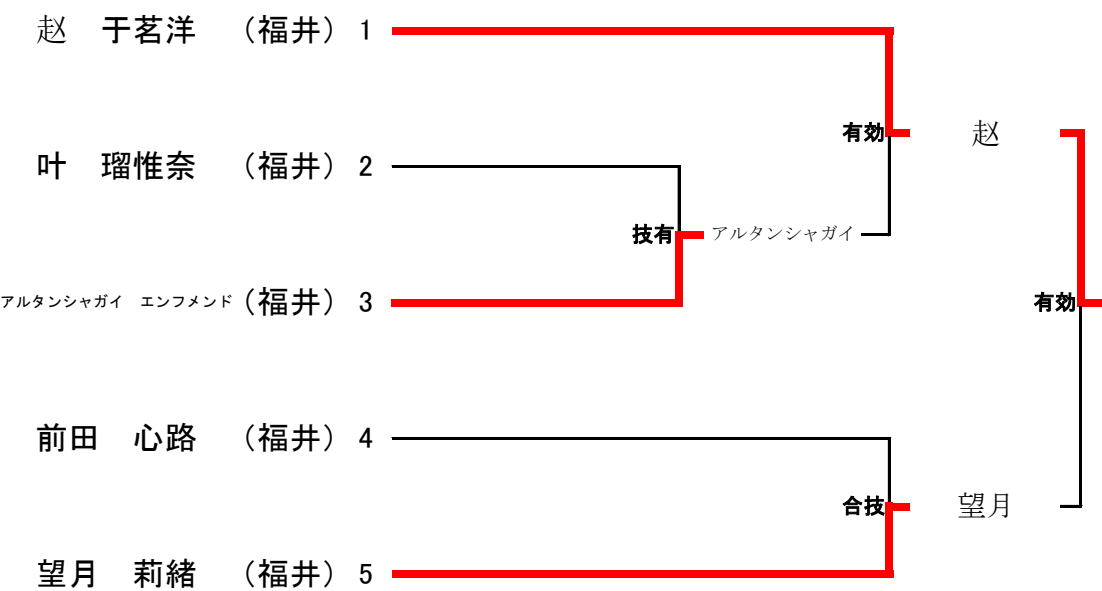 赵　于茗洋　（福井）　1
有効　赵
叶　瑠惟奈　（福井）　2
技有　アルタンシャガイ
アルタンシャガイ　エンフメンド（福井）　3
有効
前田　心路　（福井）　4
合技　望月
望月　莉緒　（福井）　5